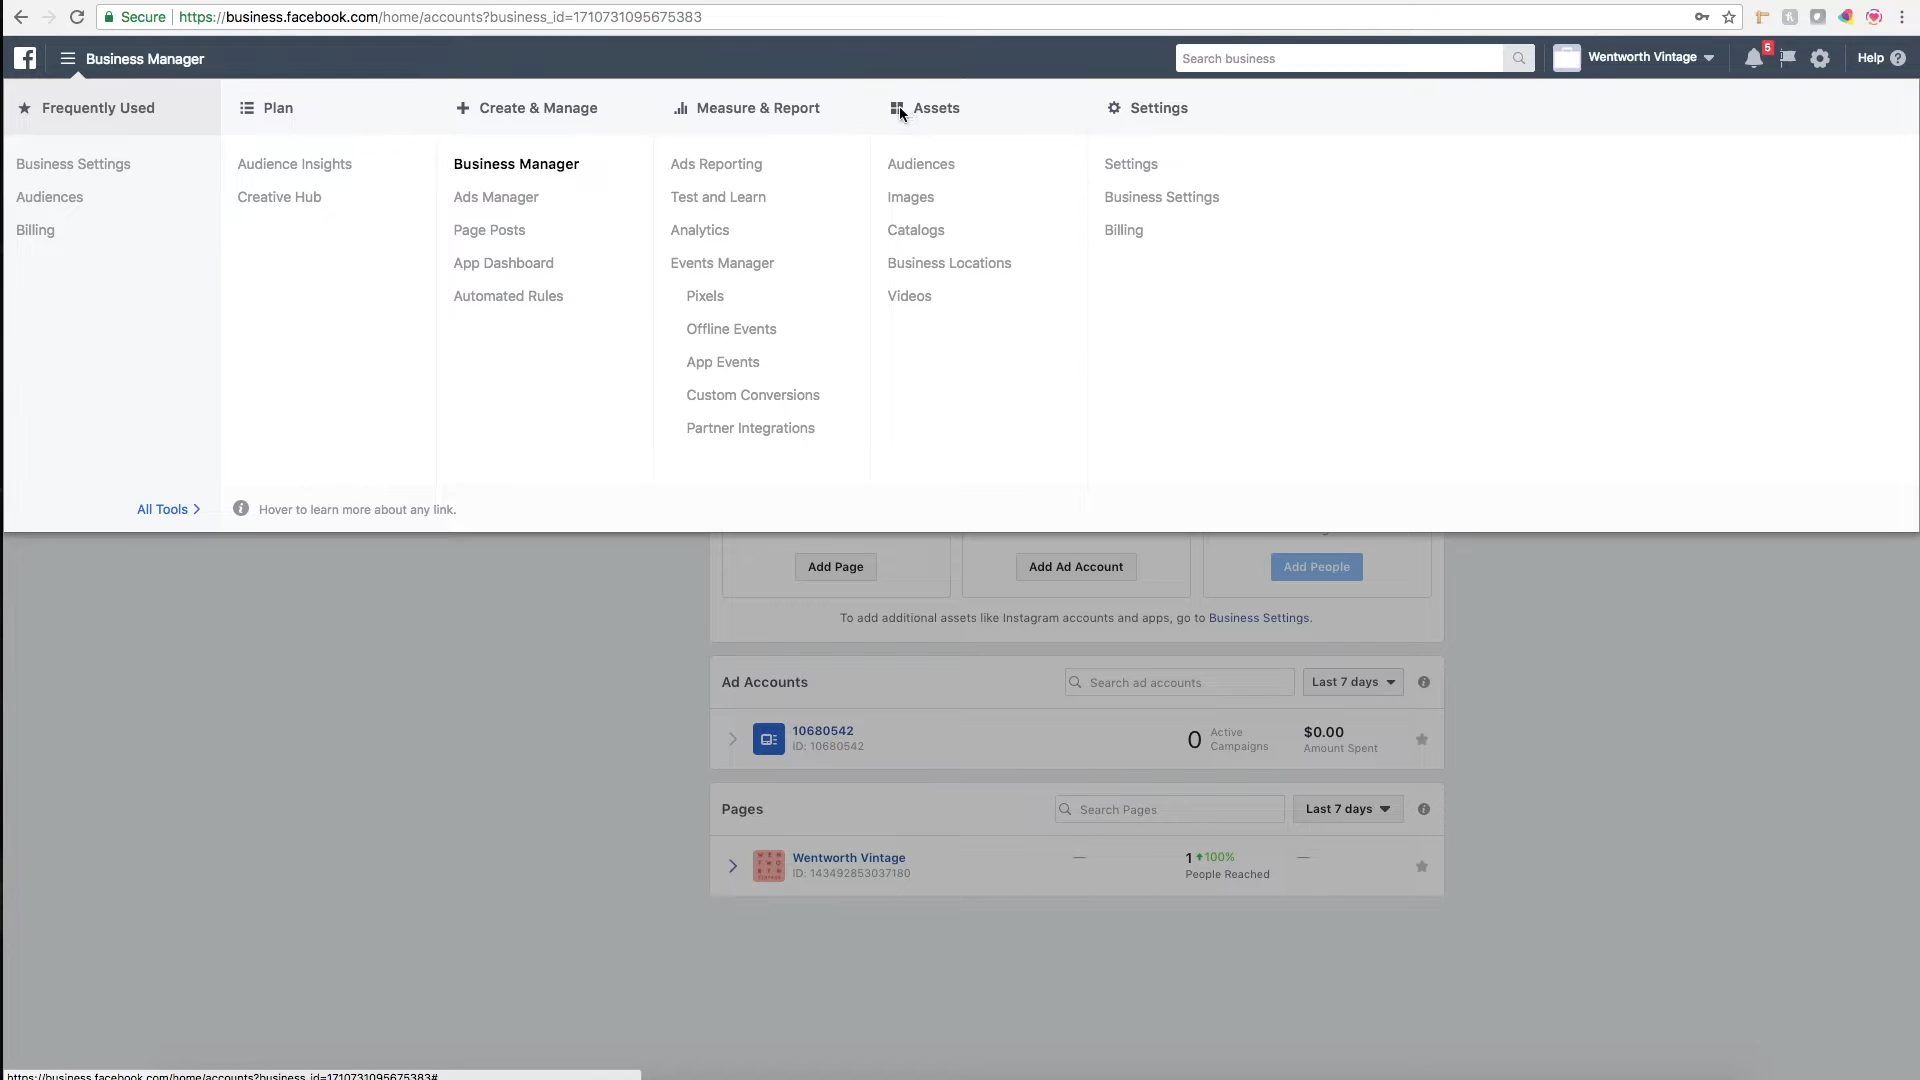 Secure https://business.facebook.com/home/accounts?business_id=1710731095675383
Business Manager
Search business
Wentworth Vintage
5
Help
Frequently Used
Business Settings
Audiences
Billing
All Tools
Plan
Audience Insights
Creative Hub
Create & Manage
Business Manager
Ads Manager
Page Posts
App Dashboard
Automated Rules
Measure & Report
Ads Reporting
Test and Learn
Analytics
Events Manager
Pixels
Offline Events
App Events
Custom Conversions
Partner Integrations
Assets
Audiences
Images
Catalogs
Business Locations
Videos
Settings
Settings
Business Settings
Billing
Hover to learn more about any link.
Add Page
Add Ad Account
Add People
To add additional assets like Instagram accounts and apps, go to Business Settings.
Ad Accounts
Search ad accounts
Last 7 days
10680542
ID: 10680542
0 Active Campaigns
$0.00
Amount Spent
Pages
Search Pages
Last 7 days
Wentworth Vintage
ID: 143492853037180
—
1 100%
People Reached
—
https://business.facebook.com/home/accounts?business_id=1710731095675383#